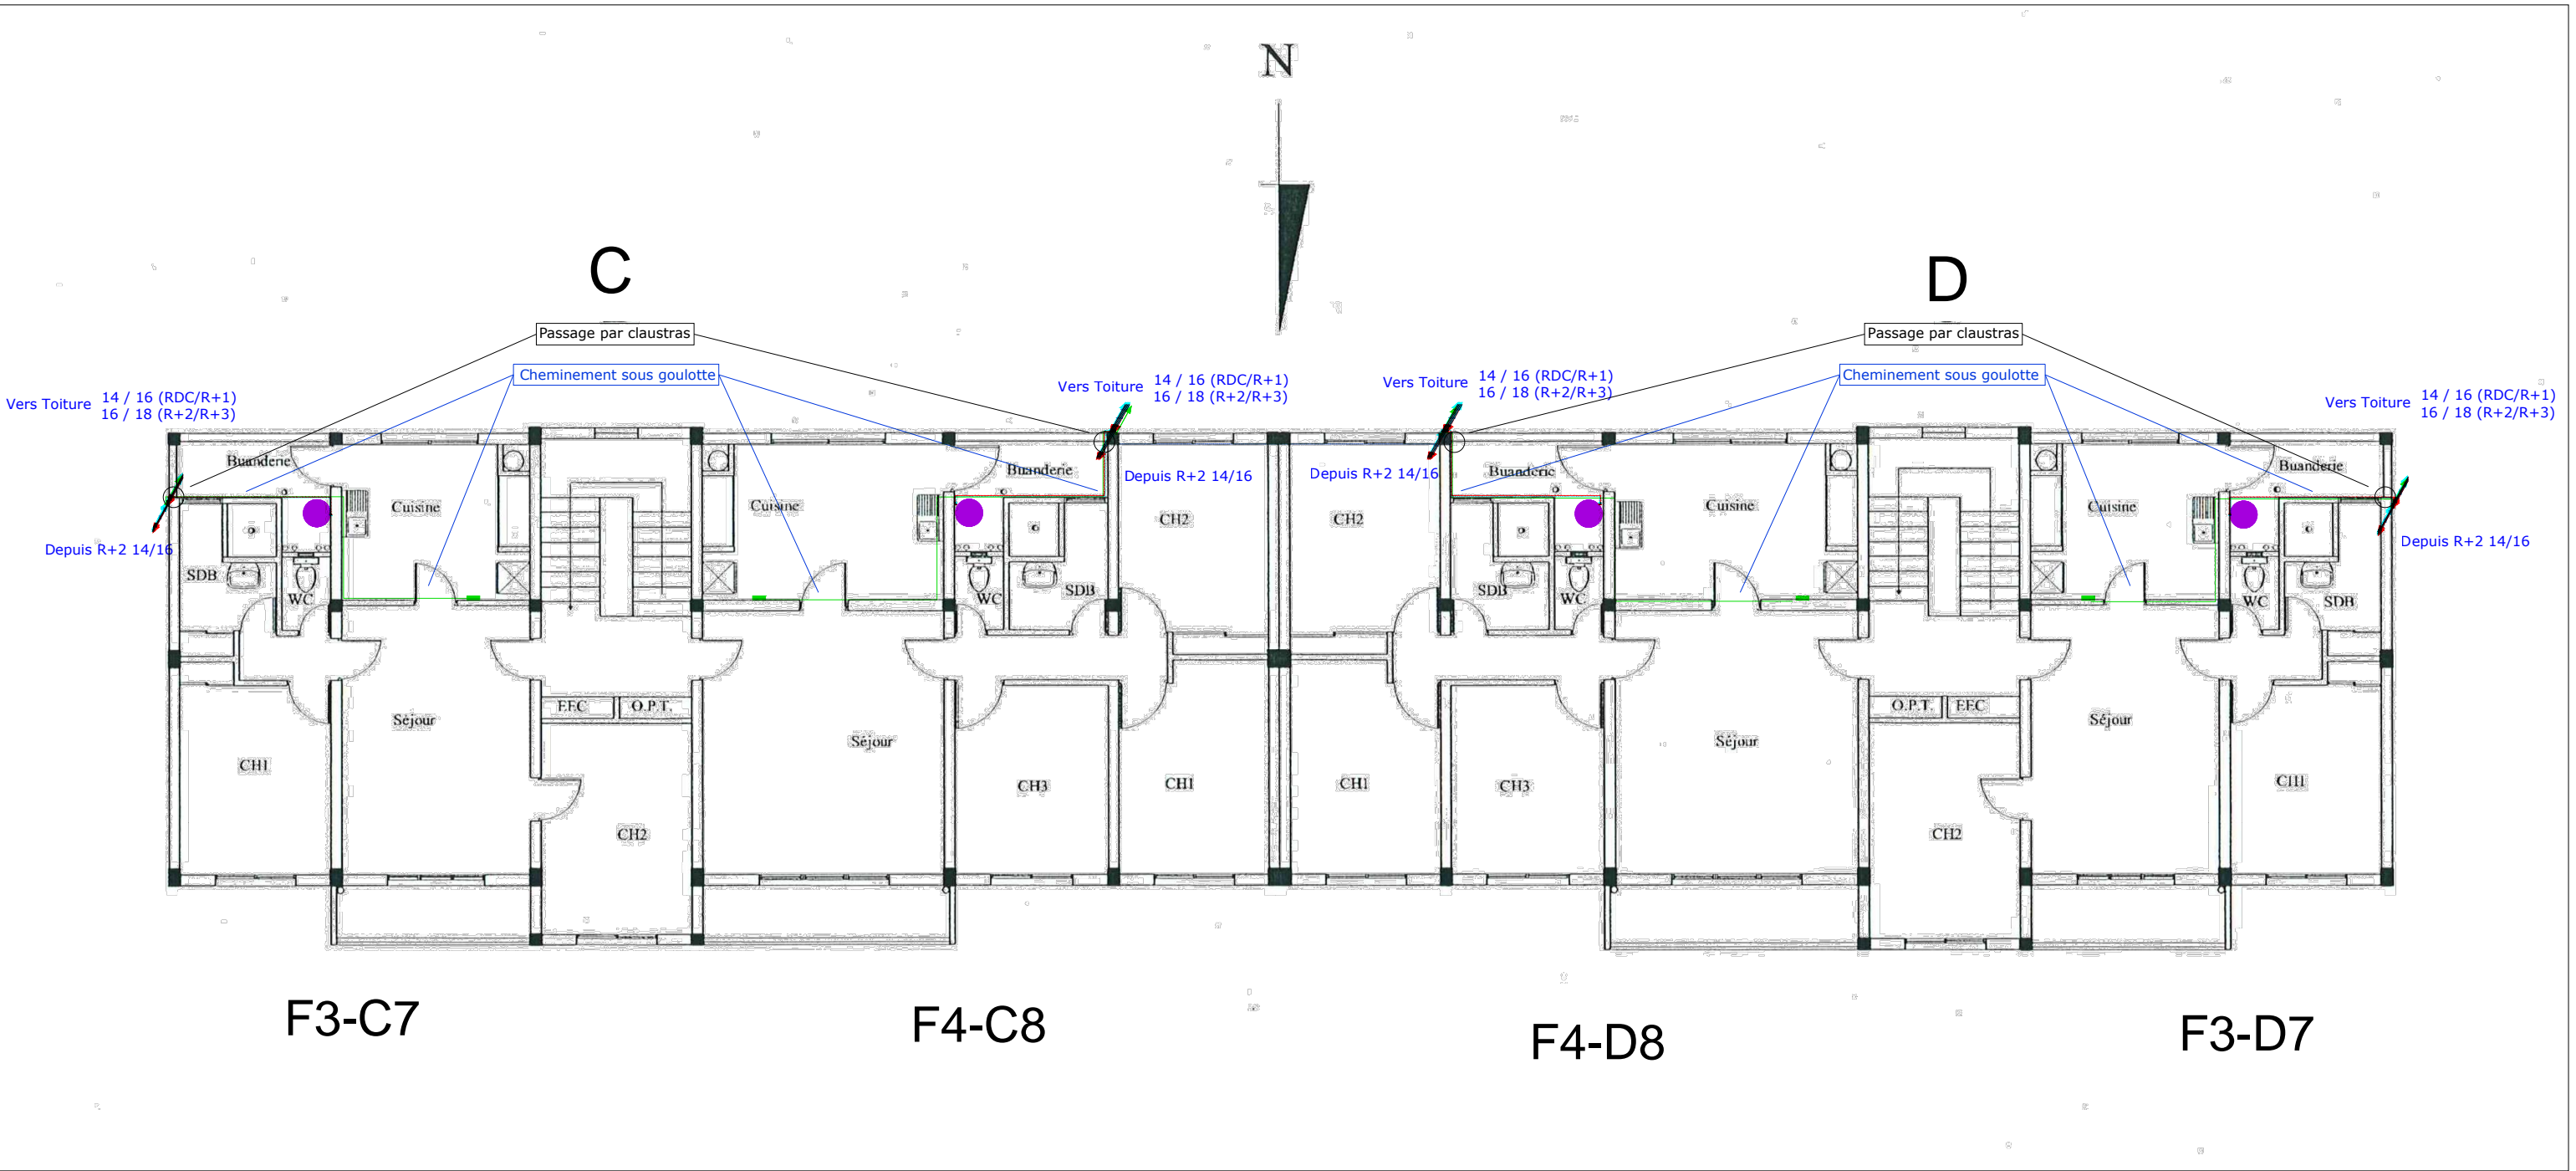 N
C
D
Passage par claustras
Passage par claustras
Cheminement sous goulotte
Cheminement sous goulotte
Vers Toiture
14 / 16 (RDC/R+1)
16 / 18 (R+2/R+3)
Vers Toiture
14 / 16 (RDC/R+1)
16 / 18 (R+2/R+3)
Vers Toiture
14 / 16 (RDC/R+1)
16 / 18 (R+2/R+3)
Vers Toiture
14 / 16 (RDC/R+1)
16 / 18 (R+2/R+3)
Buanderie
Buanderie
Buanderie
Buanderie
Depuis R+2 14/16
Depuis R+2 14/16
Depuis R+2 14/16
Depuis R+2 14/16
Cuisine
Cuisine
CH2
CH2
Cuisine
Cuisine
SDB
WC
WC
SDB
SDB
WC
WC
SDB
EEC
O.P.T.
O.P.T.
EEC
Séjour
Séjour
Séjour
Séjour
CH1
CH2
CH3
CH1
CH1
CH3
CH2
CH1
F3-C7
F4-C8
F4-D8
F3-D7